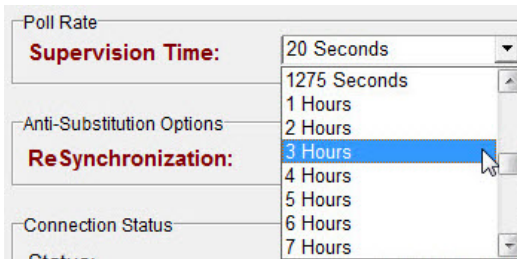 Poll Rate
Supervision Time:
20 Seconds
1275 Seconds
1 Hours
2 Hours
Anti-Substitution Options
3 Hours
ReSynchronization:
4 Hours
5 Hours
6 Hours
Connection Status
7 Hours